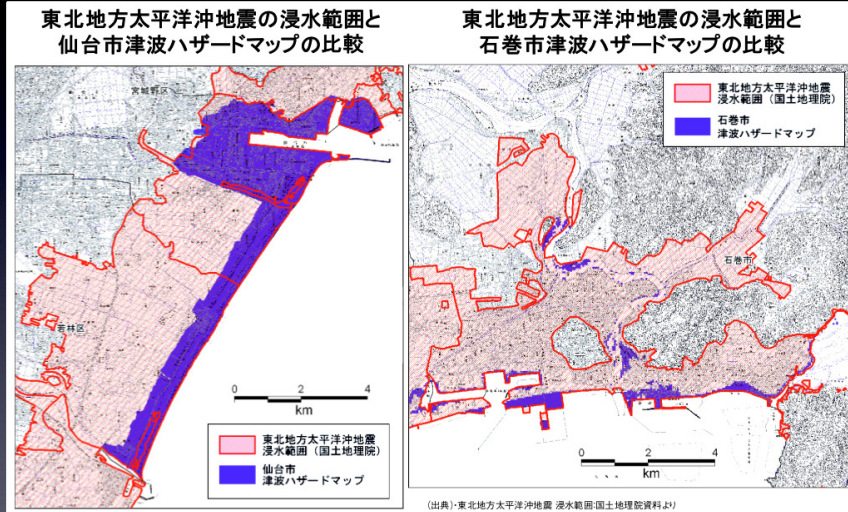 東北地方太平洋沖地震の浸水範囲と
仙台市津波ハザードマップの比較
宮城野区
若林区
0 2 4
km
東北地方太平洋沖地震
浸水範囲（国土地理院）
仙台市
津波ハザードマップ
東北地方太平洋沖地震の浸水範囲と
石巻市津波ハザードマップの比較
東北地方太平洋沖地震
浸水範囲（国土地理院）
石巻市
津波ハザードマップ
石巻市
0 2 4
km
(出典)・東北地方太平洋沖地震 浸水範囲:国土地理院資料より